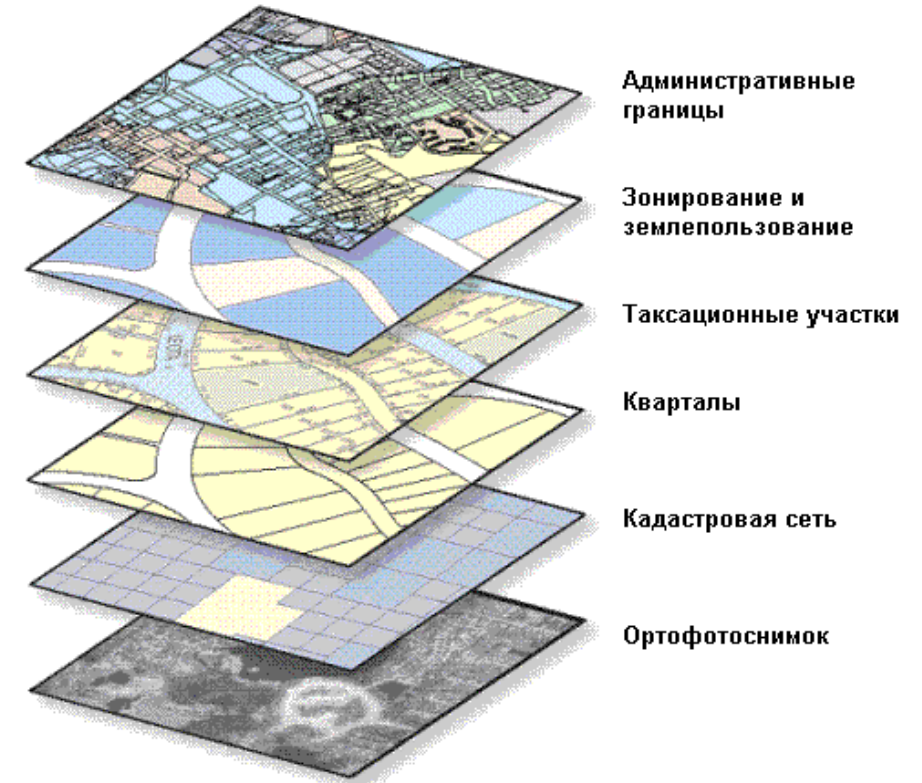 Административные
границы
Зонирование и
землепользование
Таксационные участки
Кварталы
Кадастровая сеть
Ортофотоснимок